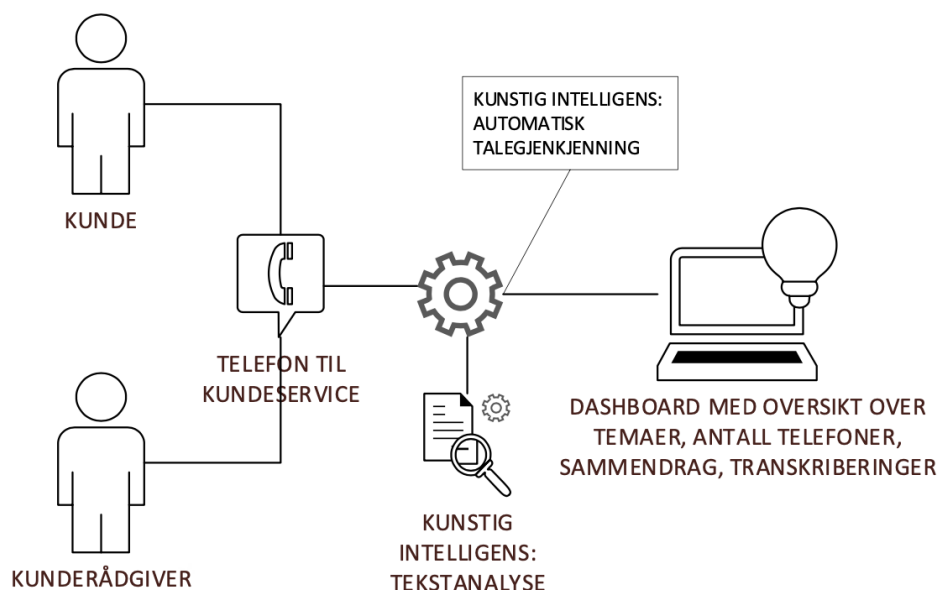 KUNDE
KUNSTIG INTELLIGENS:
AUTOMATISK
TALEGJENKJENNING
TELEFON TIL
KUNDESERVICE
DASHBOARD MED OVERSIKT OVER
TEMAER, ANTALL TELEFONER,
SAMMENDRAG, TRANSKRIBERINGER
KUNSTIG
INTELLIGENS:
TEKSTANALYSE
KUNDERÅDGIVER